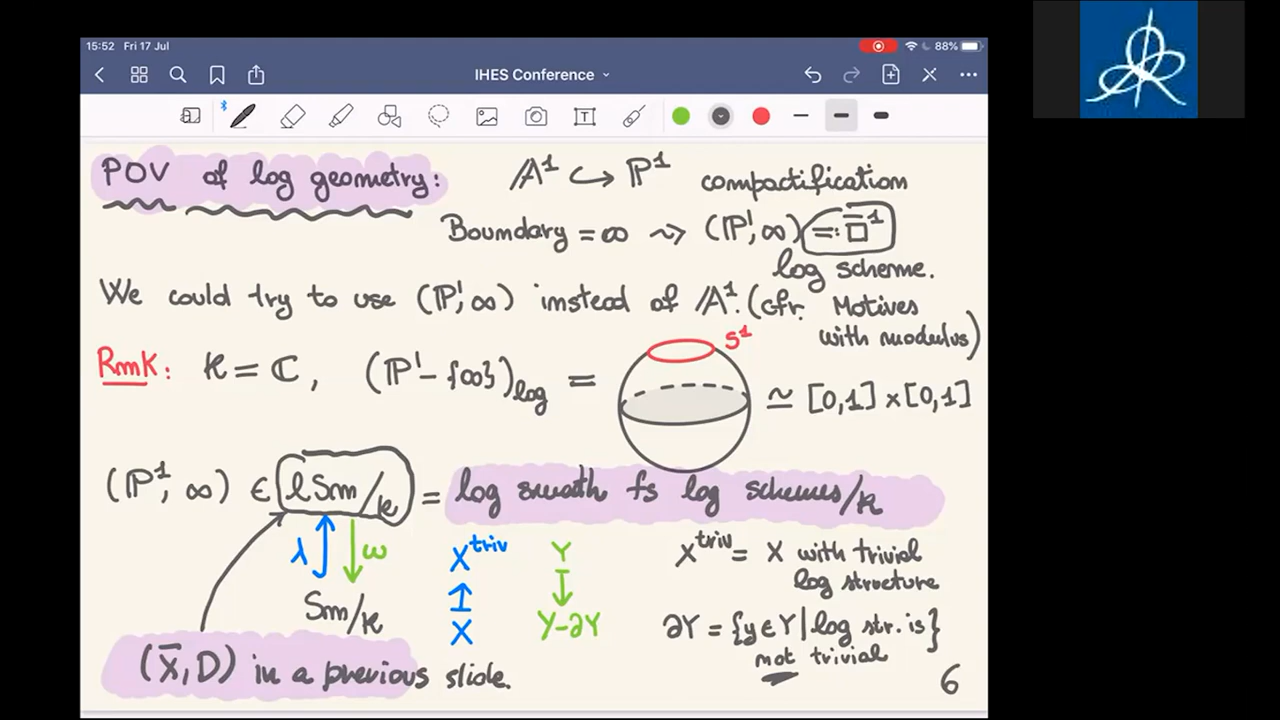 15:52 Fri 17 Jul
88%
IHES Conference
POV of log geometry: 𝔸¹ ↪ ℙ¹ compactification
Boundary = ∞ ⇝ (ℙ¹, ∞) =: □̄¹
log scheme.
We could try to use (ℙ¹, ∞) instead of 𝔸¹. (cfr. Motives
with modulus)
Rmk: k = ℂ, (ℙ¹ - {∞})_log = S¹ ≃ [0,1] × [0,1]
(ℙ¹, ∞) ∈ lSm/k = log smooth fs log schemes/k
λ ω X^triv Y X^triv = X with trivial
log structure
Sm/k X Y-∂Y ∂Y = {y∈Y | log str. is}
not trivial
(X̄, D) in a previous slide.
6